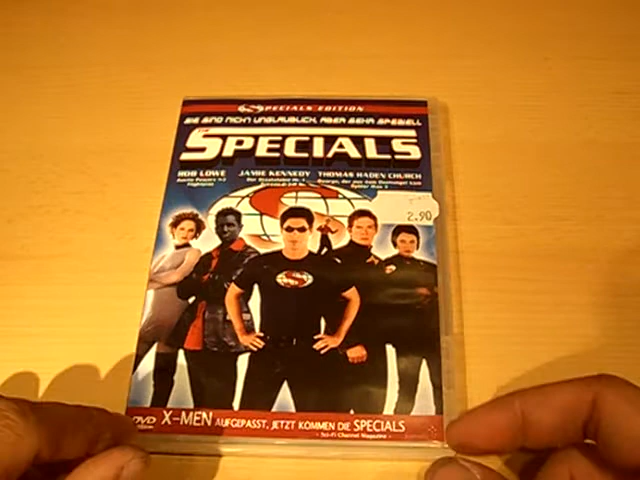 SPECIALS EDITION
SIE SIND NICHT UNGLAUBLICH, ABER SEHR SPEZIELL
THE
SPECIALS
ROB LOWE JAMIE KENNEDY THOMAS HADEN CHURCH
2.90
S
DVD X-MEN AUFGEPASST, JETZT KOMMEN DIE SPECIALS
- Sci-Fi Channel Magazine -